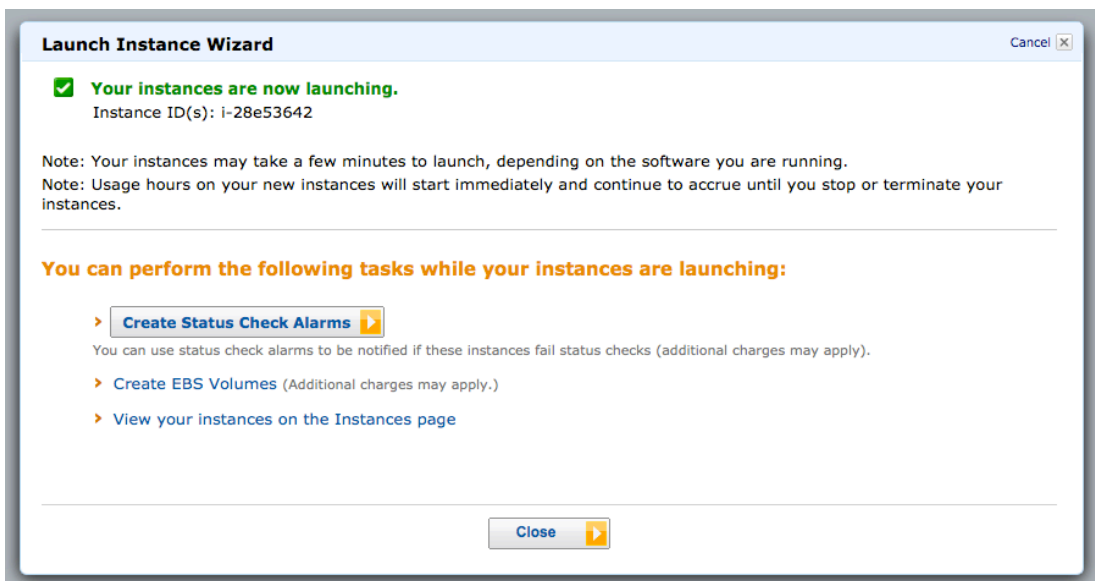 Launch Instance Wizard
Cancel
Your instances are now launching.
Instance ID(s): i-28e53642
Note: Your instances may take a few minutes to launch, depending on the software you are running.
Note: Usage hours on your new instances will start immediately and continue to accrue until you stop or terminate your
instances.
You can perform the following tasks while your instances are launching:
Create Status Check Alarms
You can use status check alarms to be notified if these instances fail status checks (additional charges may apply).
Create EBS Volumes (Additional charges may apply.)
View your instances on the Instances page
Close